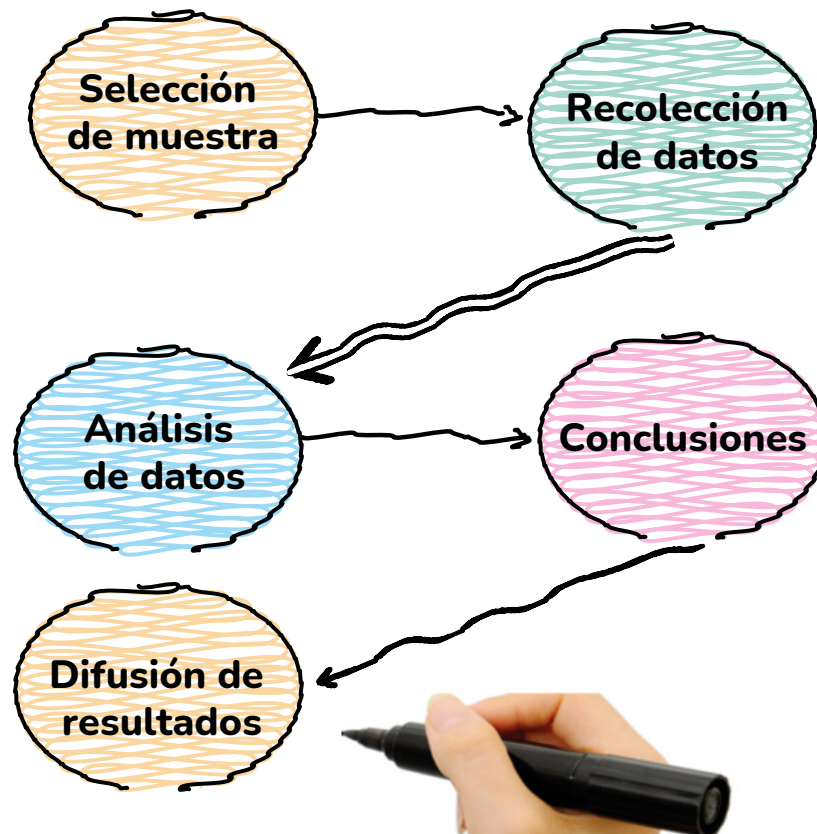 Selección
de muestra
Recolección
de datos
Análisis
de datos
Conclusiones
Difusión de
resultados